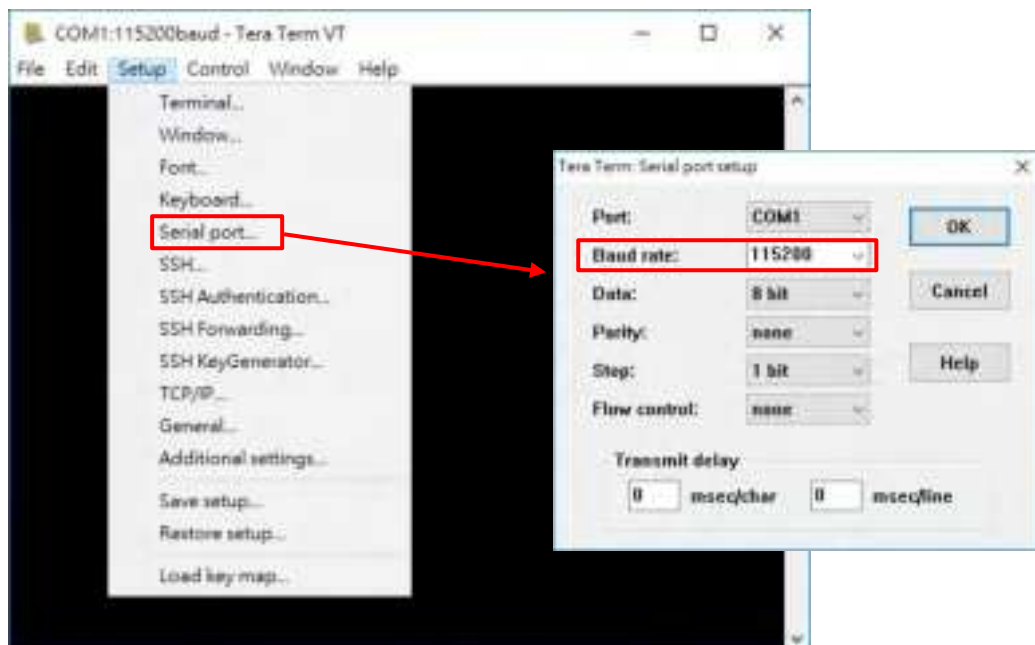 COM1:115200baud - Tera Term VT
File Edit Setup Control Window Help
Terminal...
Window...
Font...
Keyboard...
Serial port...
SSH...
SSH Authentication...
SSH Forwarding...
SSH KeyGenerator...
TCP/IP...
General...
Additional settings...
Save setup...
Restore setup...
Load key map...
Tera Term: Serial port setup
Port: COM1
OK
Baud rate: 115200
Data: 8 bit
Cancel
Parity: none
Stop: 1 bit
Help
Flow control: none
Transmit delay
0 msec/char 0 msec/line